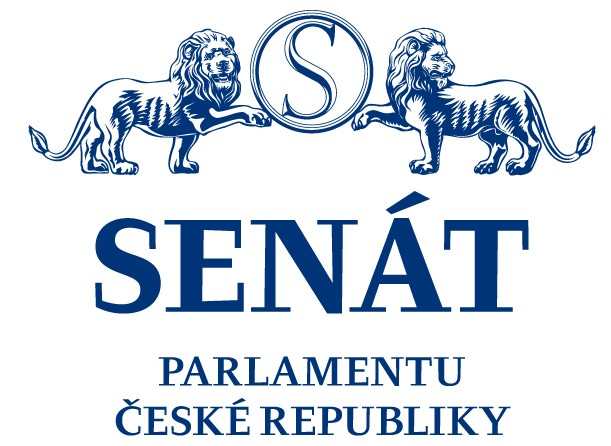 S
SENÁT
PARLAMENTU
ČESKÉ REPUBLIKY